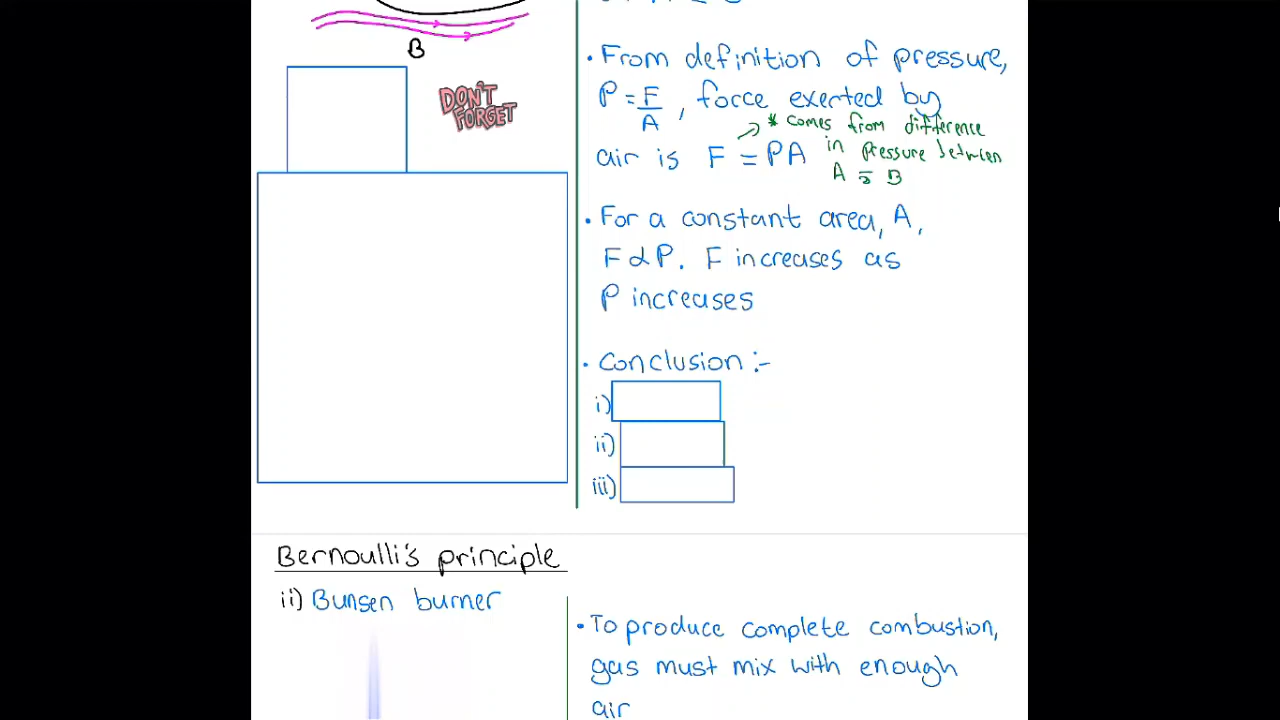 B
DON'T
FORGET
• From definition of pressure,
P = F/A, force exerted by
air is F = PA
* comes from difference
in pressure between
A & B
• For a constant area, A,
F α P. F increases as
P increases
• Conclusion :-
i)
ii)
iii)
Bernoulli's principle
ii) Bunsen burner
• To produce complete combustion,
gas must mix with enough
air